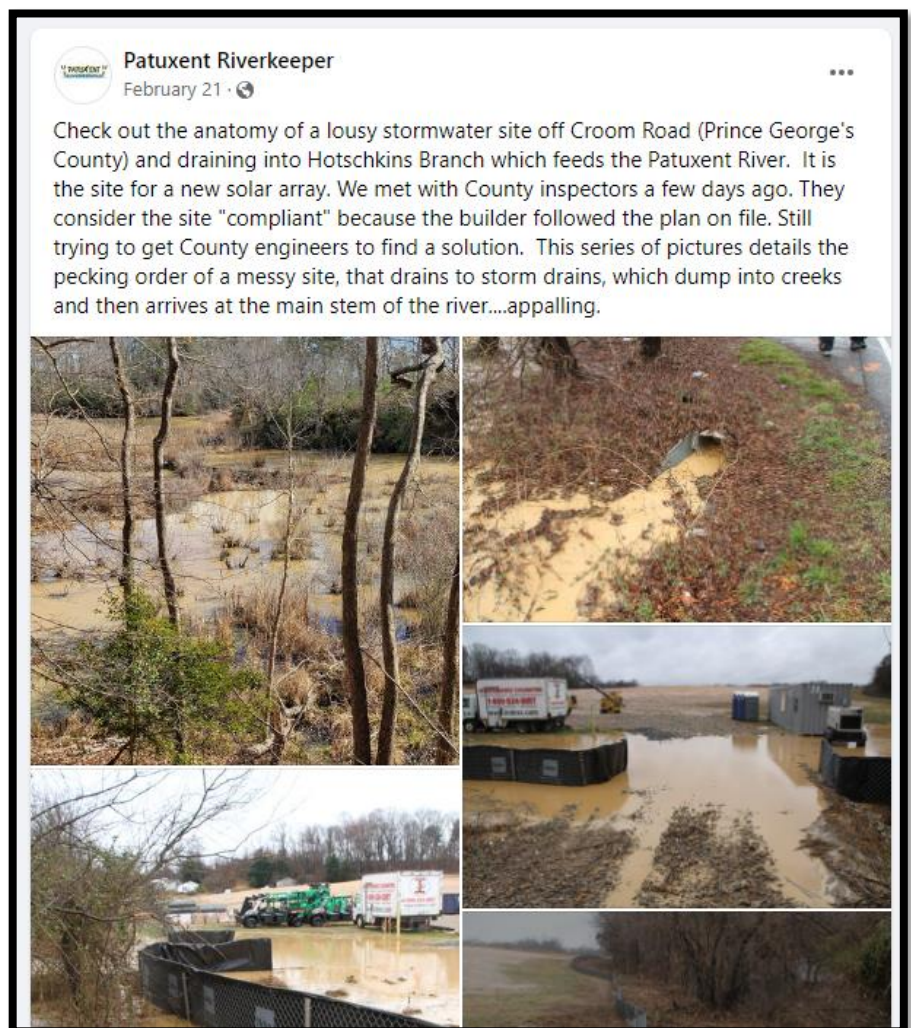 Patuxent Riverkeeper
February 21
Check out the anatomy of a lousy stormwater site off Croom Road (Prince George's
County) and draining into Hotschkins Branch which feeds the Patuxent River. It is
the site for a new solar array. We met with County inspectors a few days ago. They
consider the site "compliant" because the builder followed the plan on file. Still
trying to get County engineers to find a solution. This series of pictures details the
pecking order of a messy site, that drains to storm drains, which dump into creeks
and then arrives at the main stem of the river....appalling.